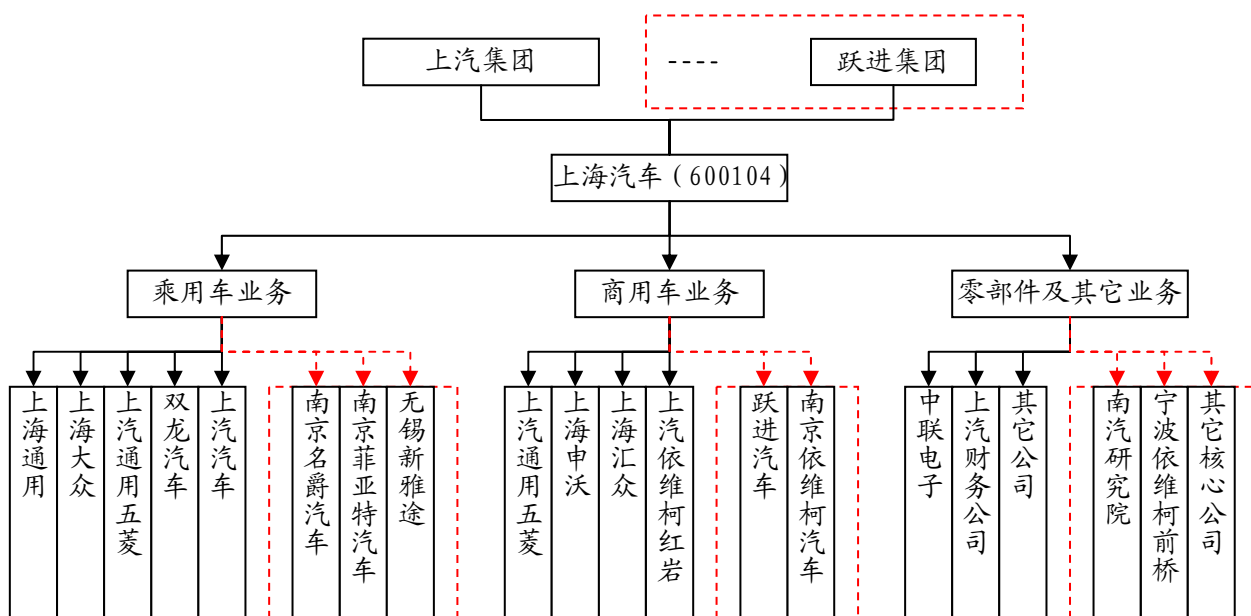 上汽集团
----
跃进集团
上海汽车(600104)
乘用车业务
商用车业务
零部件及其它业务
上海通用
上海大众
上汽通用五菱
双龙汽车
上汽汽车
南京名爵汽车
南京菲亚特汽车
无锡新雅途
上汽通用五菱
上海申沃
上海汇众
上汽依维柯红岩
跃进汽车
南京依维柯汽车
中联电子
上汽财务公司
其它公司
南汽研究院
宁波依维柯前桥
其它核心公司